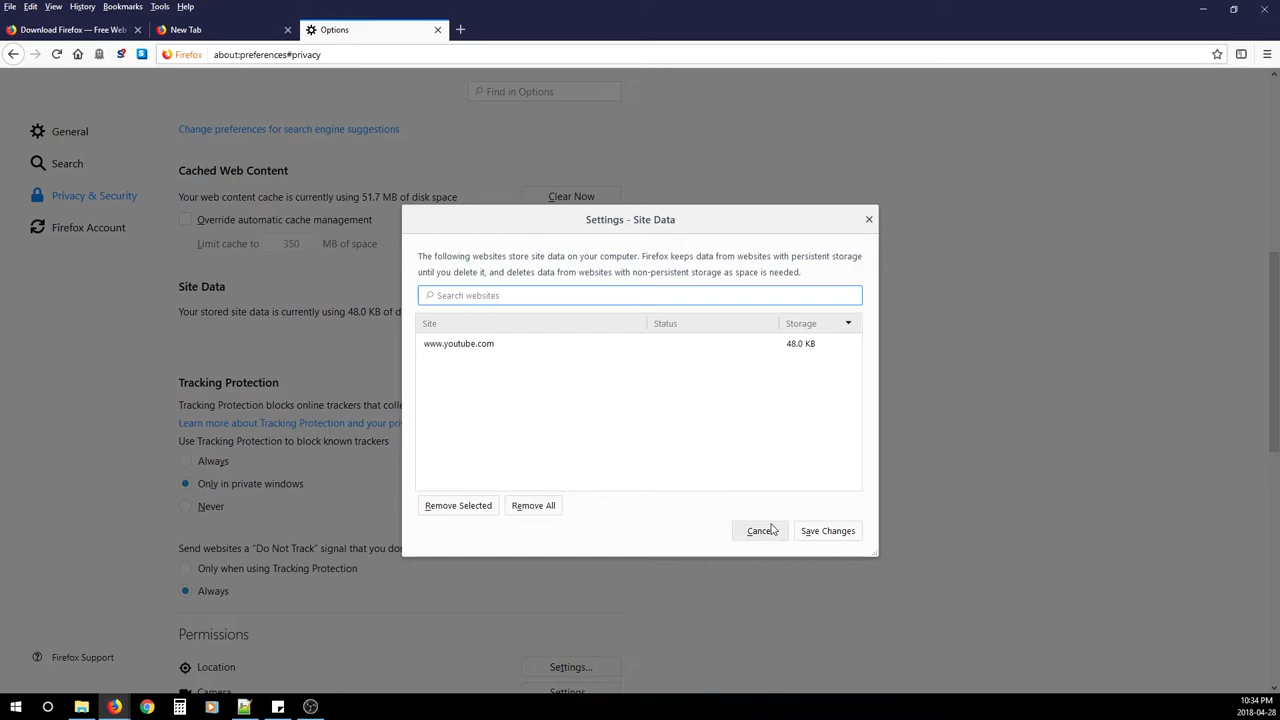 File Edit View History Bookmarks Tools Help
Download Firefox — Free Web
New Tab
Options
Firefox about:preferences#privacy
Find in Options
General
Search
Privacy & Security
Firefox Account
Change preferences for search engine suggestions
Cached Web Content
Your web content cache is currently using 51.7 MB of disk space
Clear Now
Override automatic cache management
Limit cache to 350 MB of space
Site Data
Your stored site data is currently using 48.0 KB of
Tracking Protection
Tracking Protection blocks online trackers that
Learn more about Tracking Protection and your
Use Tracking Protection to block known trackers
Always
Only in private windows
Never
Send websites a "Do Not Track" signal that you
Only when using Tracking Protection
Always
Permissions
Location
Settings...
Camera
Settings
Firefox Support
Settings - Site Data
The following websites store site data on your computer. Firefox keeps data from websites with persistent storage
until you delete it, and deletes data from websites with non-persistent storage as space is needed.
Search websites
Site Status Storage
www.youtube.com 48.0 KB
Remove Selected Remove All
Cancel Save Changes
10:34 PM
2018-04-28